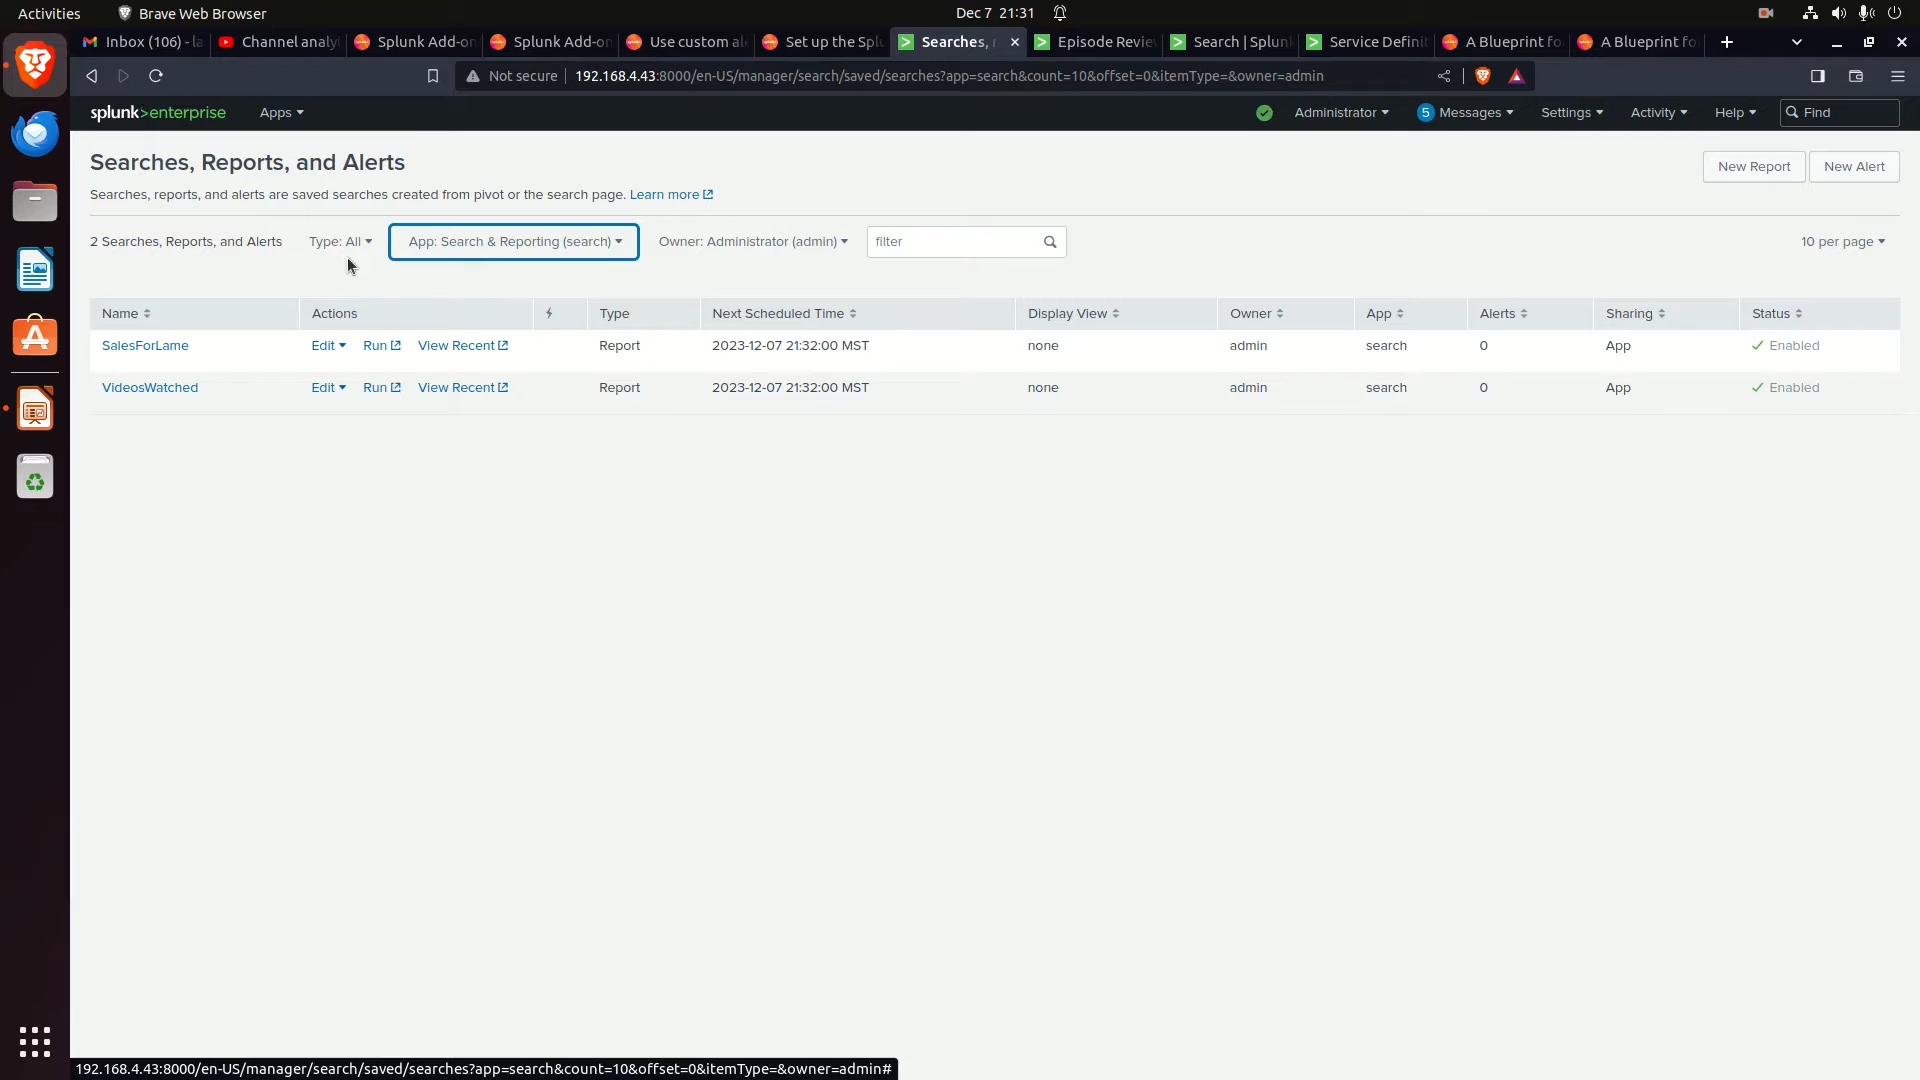 Activities
Brave Web Browser
Dec 7 21:31
Inbox (106) - la
Channel analy
Splunk Add-on
Splunk Add-on
Use custom al
Set up the Spl
Searches, r
Episode Revie
Search | Splun
Service Defini
A Blueprint fo
A Blueprint fo
Not secure
192.168.4.43:8000/en-US/manager/search/saved/searches?app=search&count=10&offset=0&itemType=&owner=admin
splunk>enterprise
Apps
Administrator
5 Messages
Settings
Activity
Help
Find
Searches, Reports, and Alerts
New Report
New Alert
Searches, reports, and alerts are saved searches created from pivot or the search page. Learn more
2 Searches, Reports, and Alerts
Type: All
App: Search & Reporting (search)
Owner: Administrator (admin)
filter
10 per page
Name Actions Type Next Scheduled Time Display View Owner App Alerts Sharing Status
SalesForLame Edit Run View Recent Report 2023-12-07 21:32:00 MST none admin search 0 App Enabled
VideosWatched Edit Run View Recent Report 2023-12-07 21:32:00 MST none admin search 0 App Enabled
192.168.4.43:8000/en-US/manager/search/saved/searches?app=search&count=10&offset=0&itemType=&owner=admin#